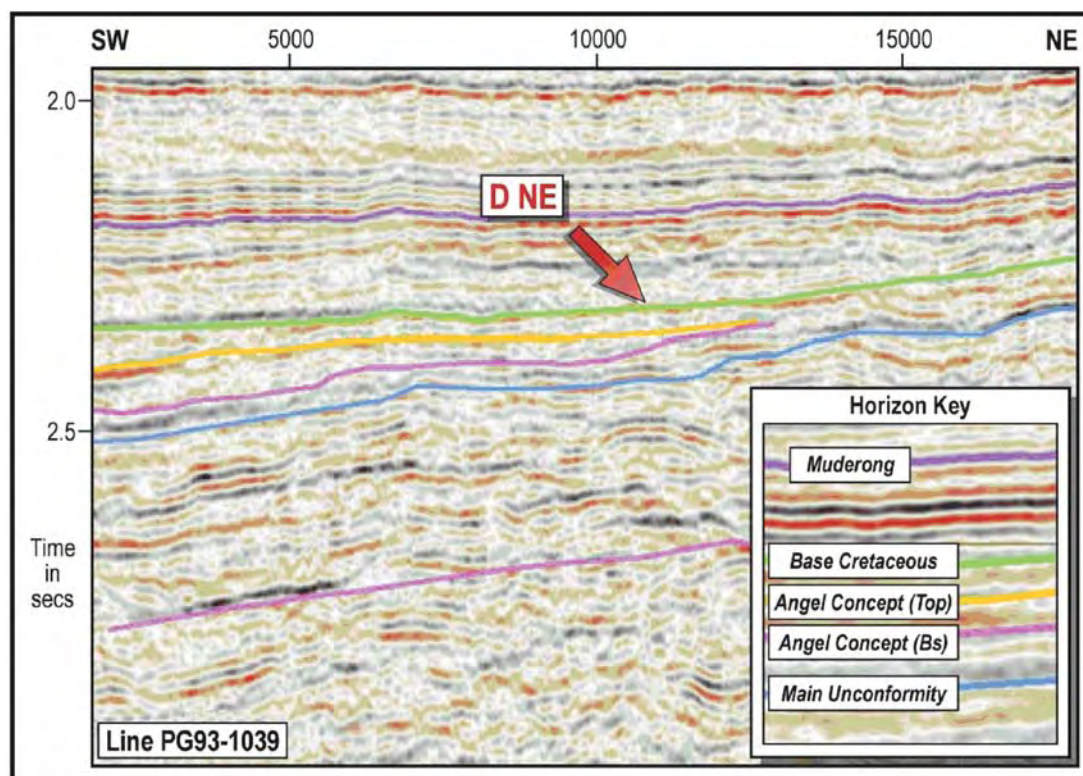 SW 5000 10000 15000 NE
2.0
D NE
2.5
Time
in
secs
Horizon Key
Muderong
Base Cretaceous
Angel Concept (Top)
Angel Concept (Bs)
Main Unconformity
Line PG93-1039